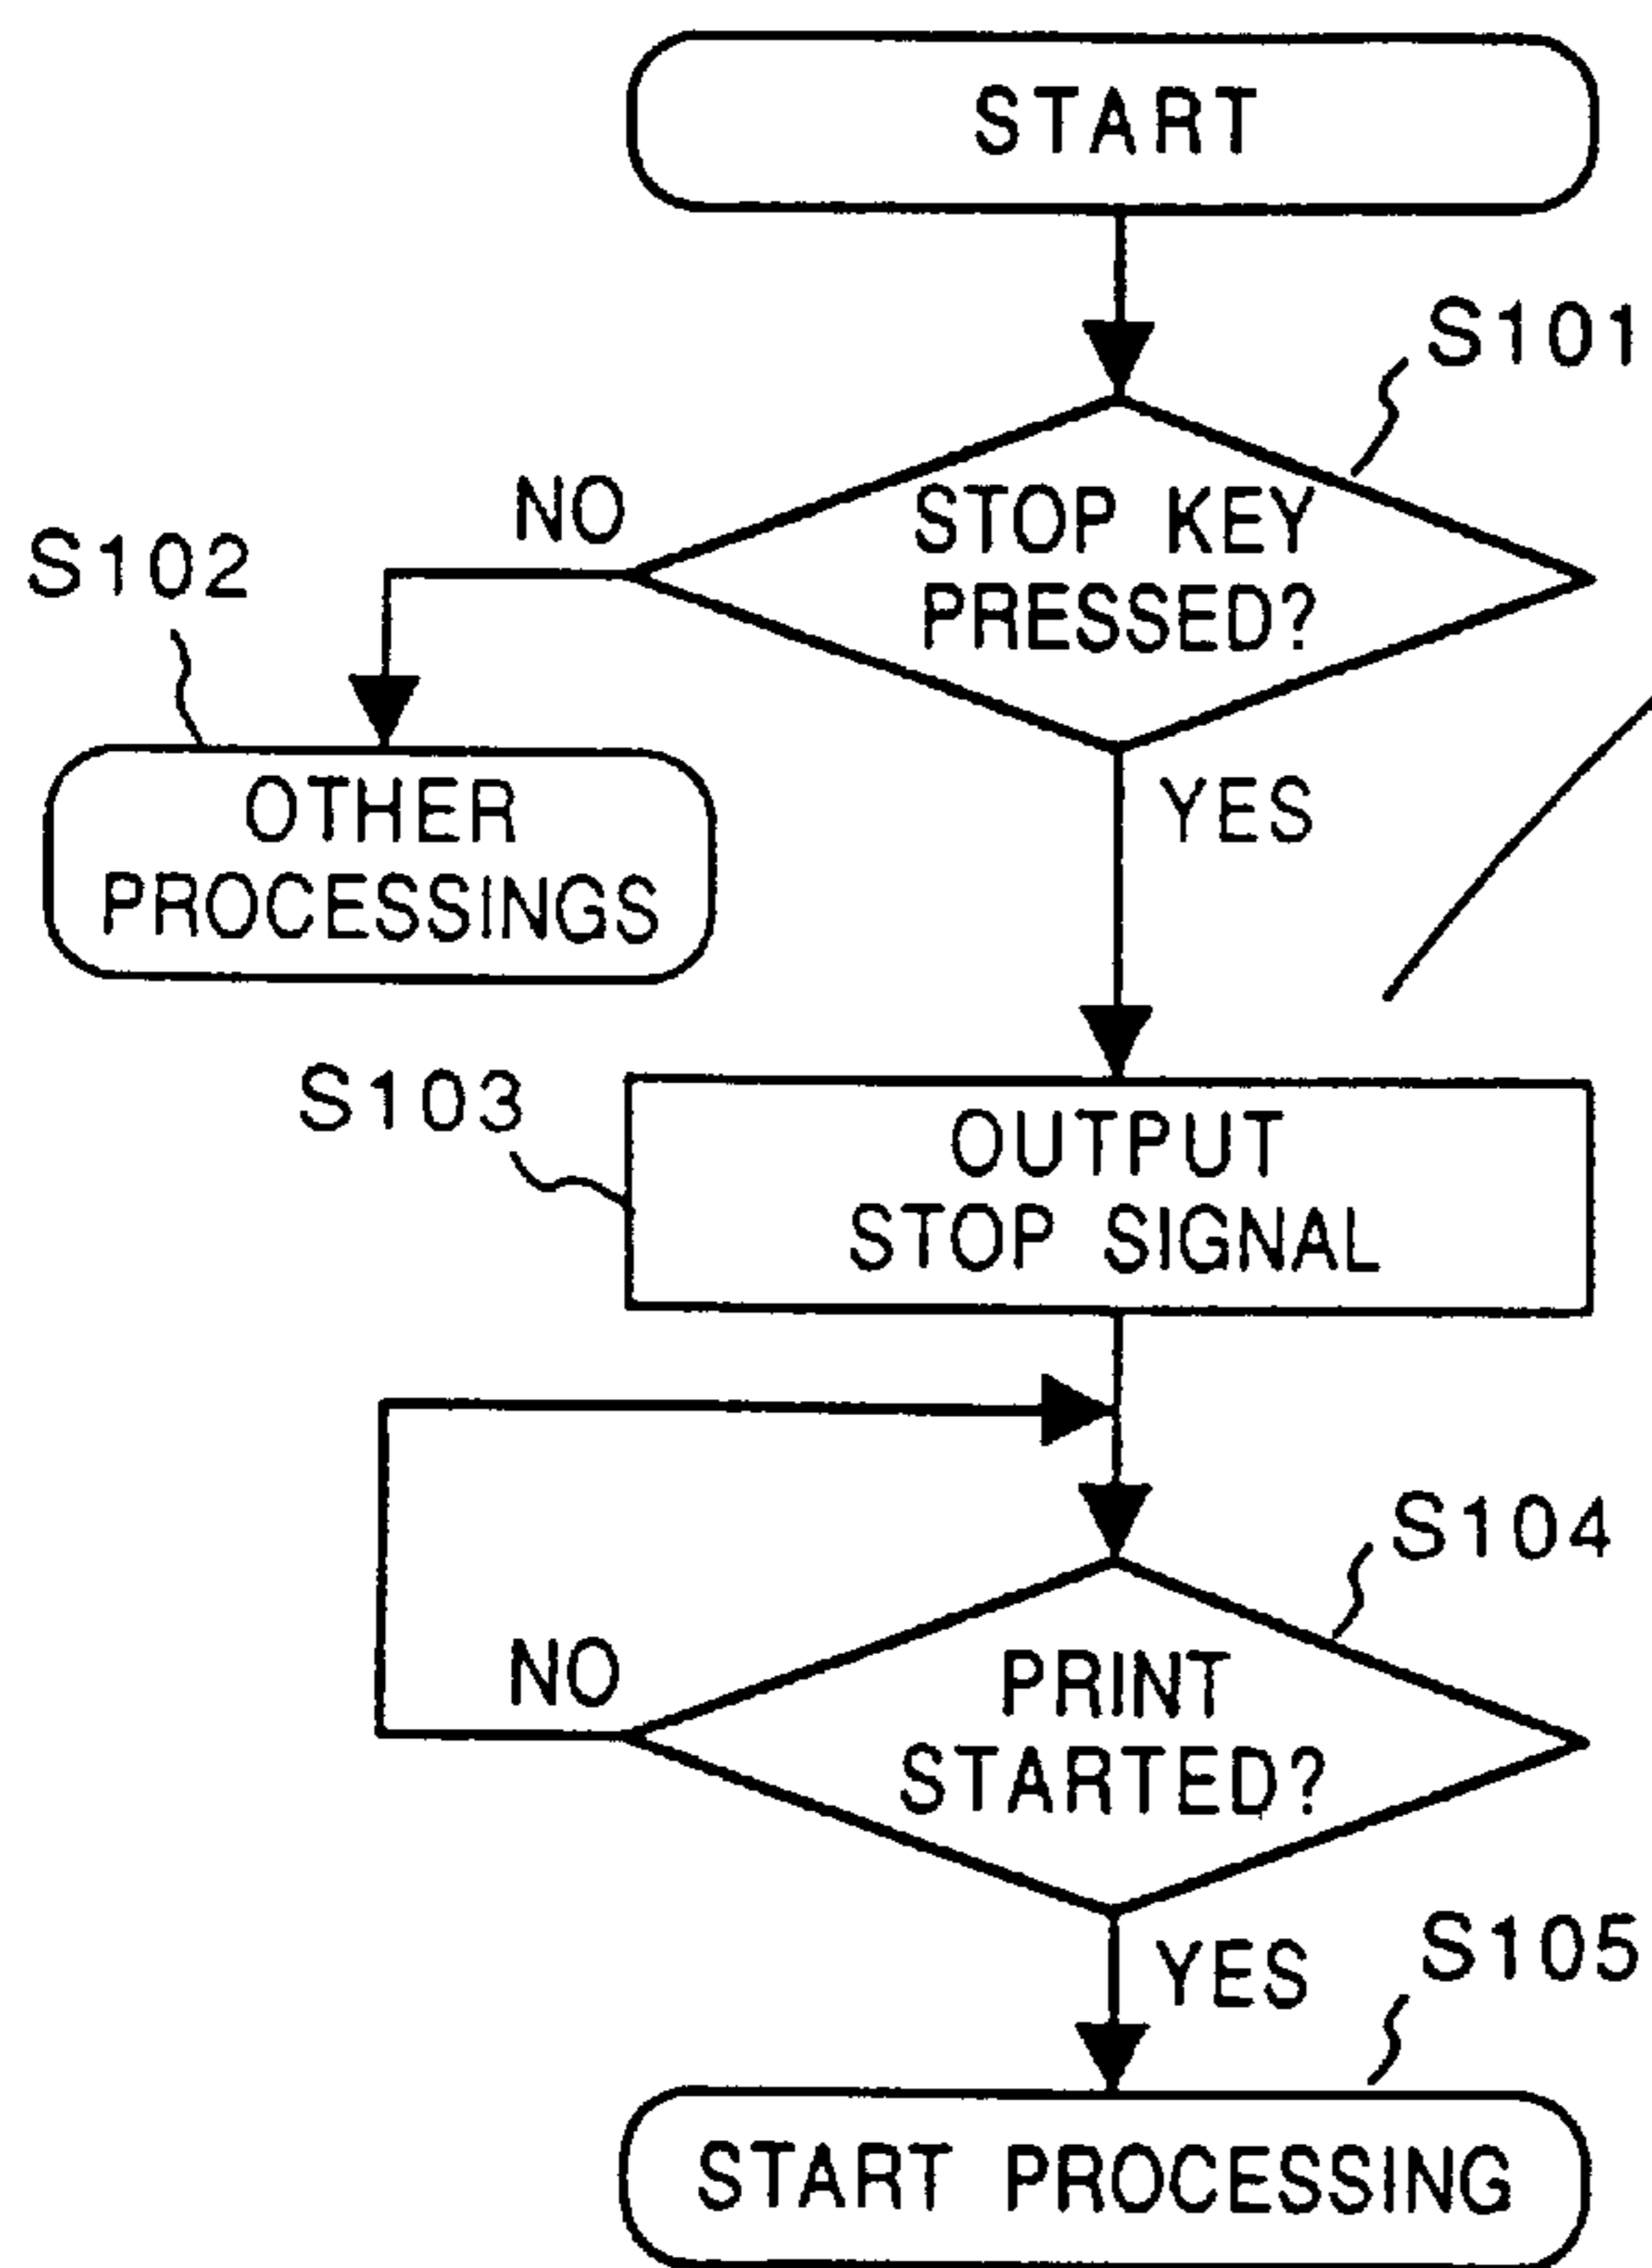 START
S101
NO
STOP KEY
PRESSED?
S102
YES
OTHER
PROCESSINGS
S103
OUTPUT
STOP SIGNAL
S104
NO
PRINT
STARTED?
YES
S105
START PROCESSING